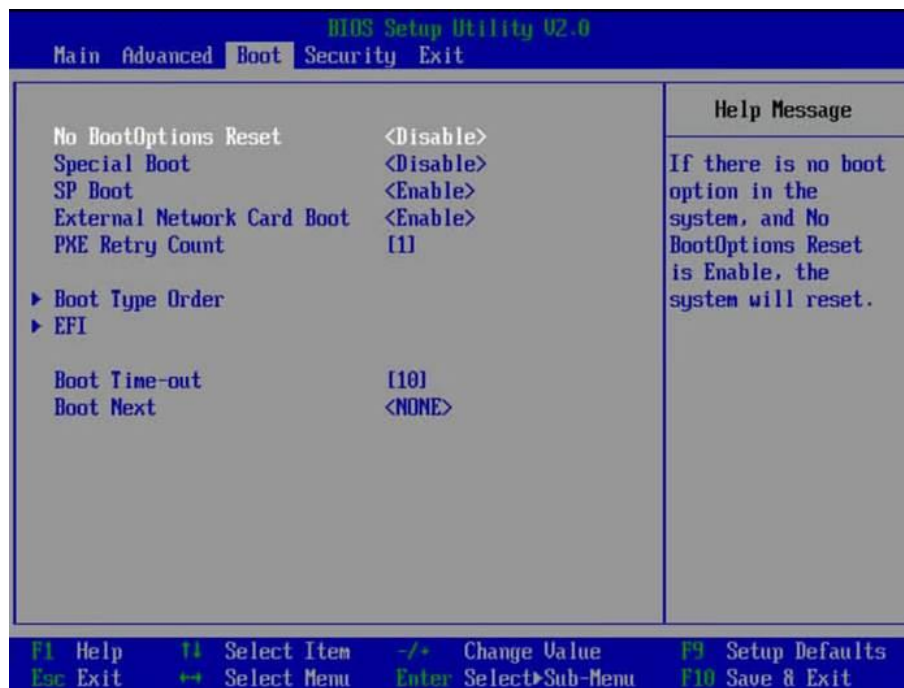 BIOS Setup Utility V2.0
Main Advanced Boot Security Exit
No BootOptions Reset <Disable>
Special Boot <Disable>
SP Boot <Enable>
External Network Card Boot <Enable>
PXE Retry Count [1]
▶ Boot Type Order
▶ EFI
Boot Time-out [10]
Boot Next <NONE>
Help Message
If there is no boot
option in the
system, and No
BootOptions Reset
is Enable, the
system will reset.
F1 Help ↑↓ Select Item -/+ Change Value F9 Setup Defaults
Esc Exit ←→ Select Menu Enter Select▶Sub-Menu F10 Save & Exit